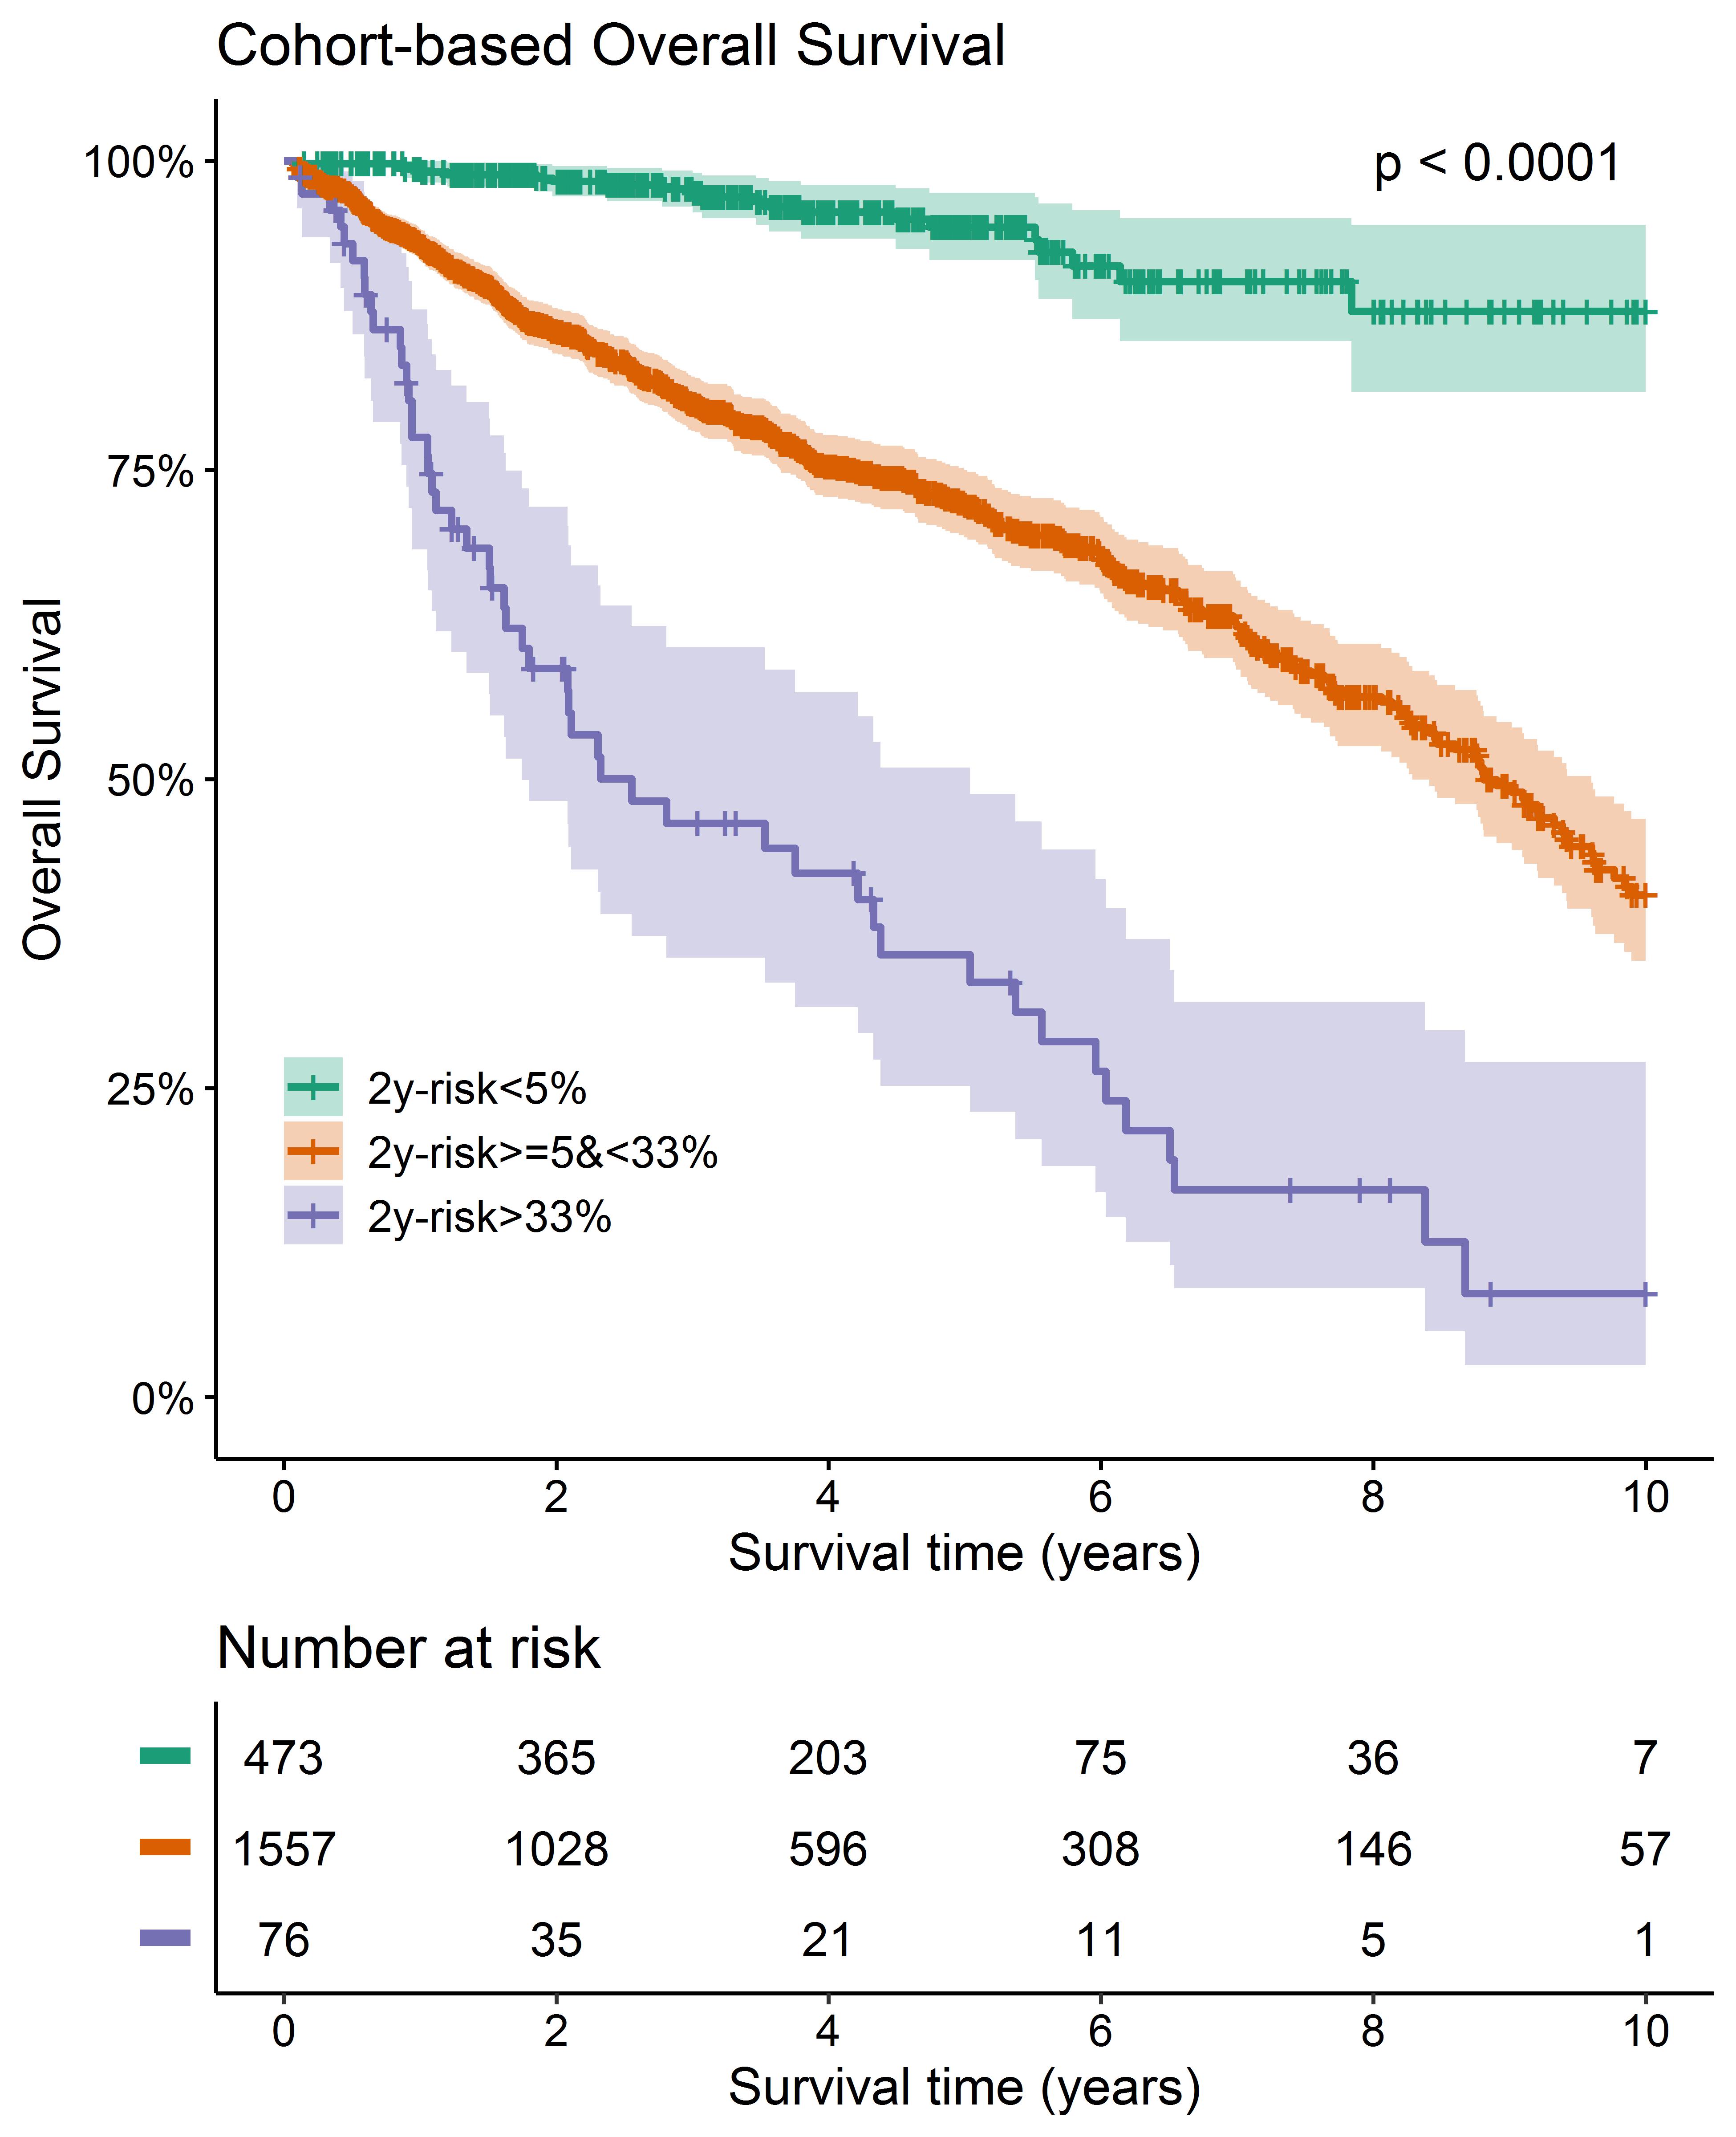 Cohort-based Overall Survival
100%
p < 0.0001
75%
50%
25%
0%
Overall Survival
2y-risk<5%
2y-risk>=5&<33%
2y-risk>33%
0 2 4 6 8 10
Survival time (years)
Number at risk
473 365 203 75 36 7
1557 1028 596 308 146 57
76 35 21 11 5 1
0 2 4 6 8 10
Survival time (years)